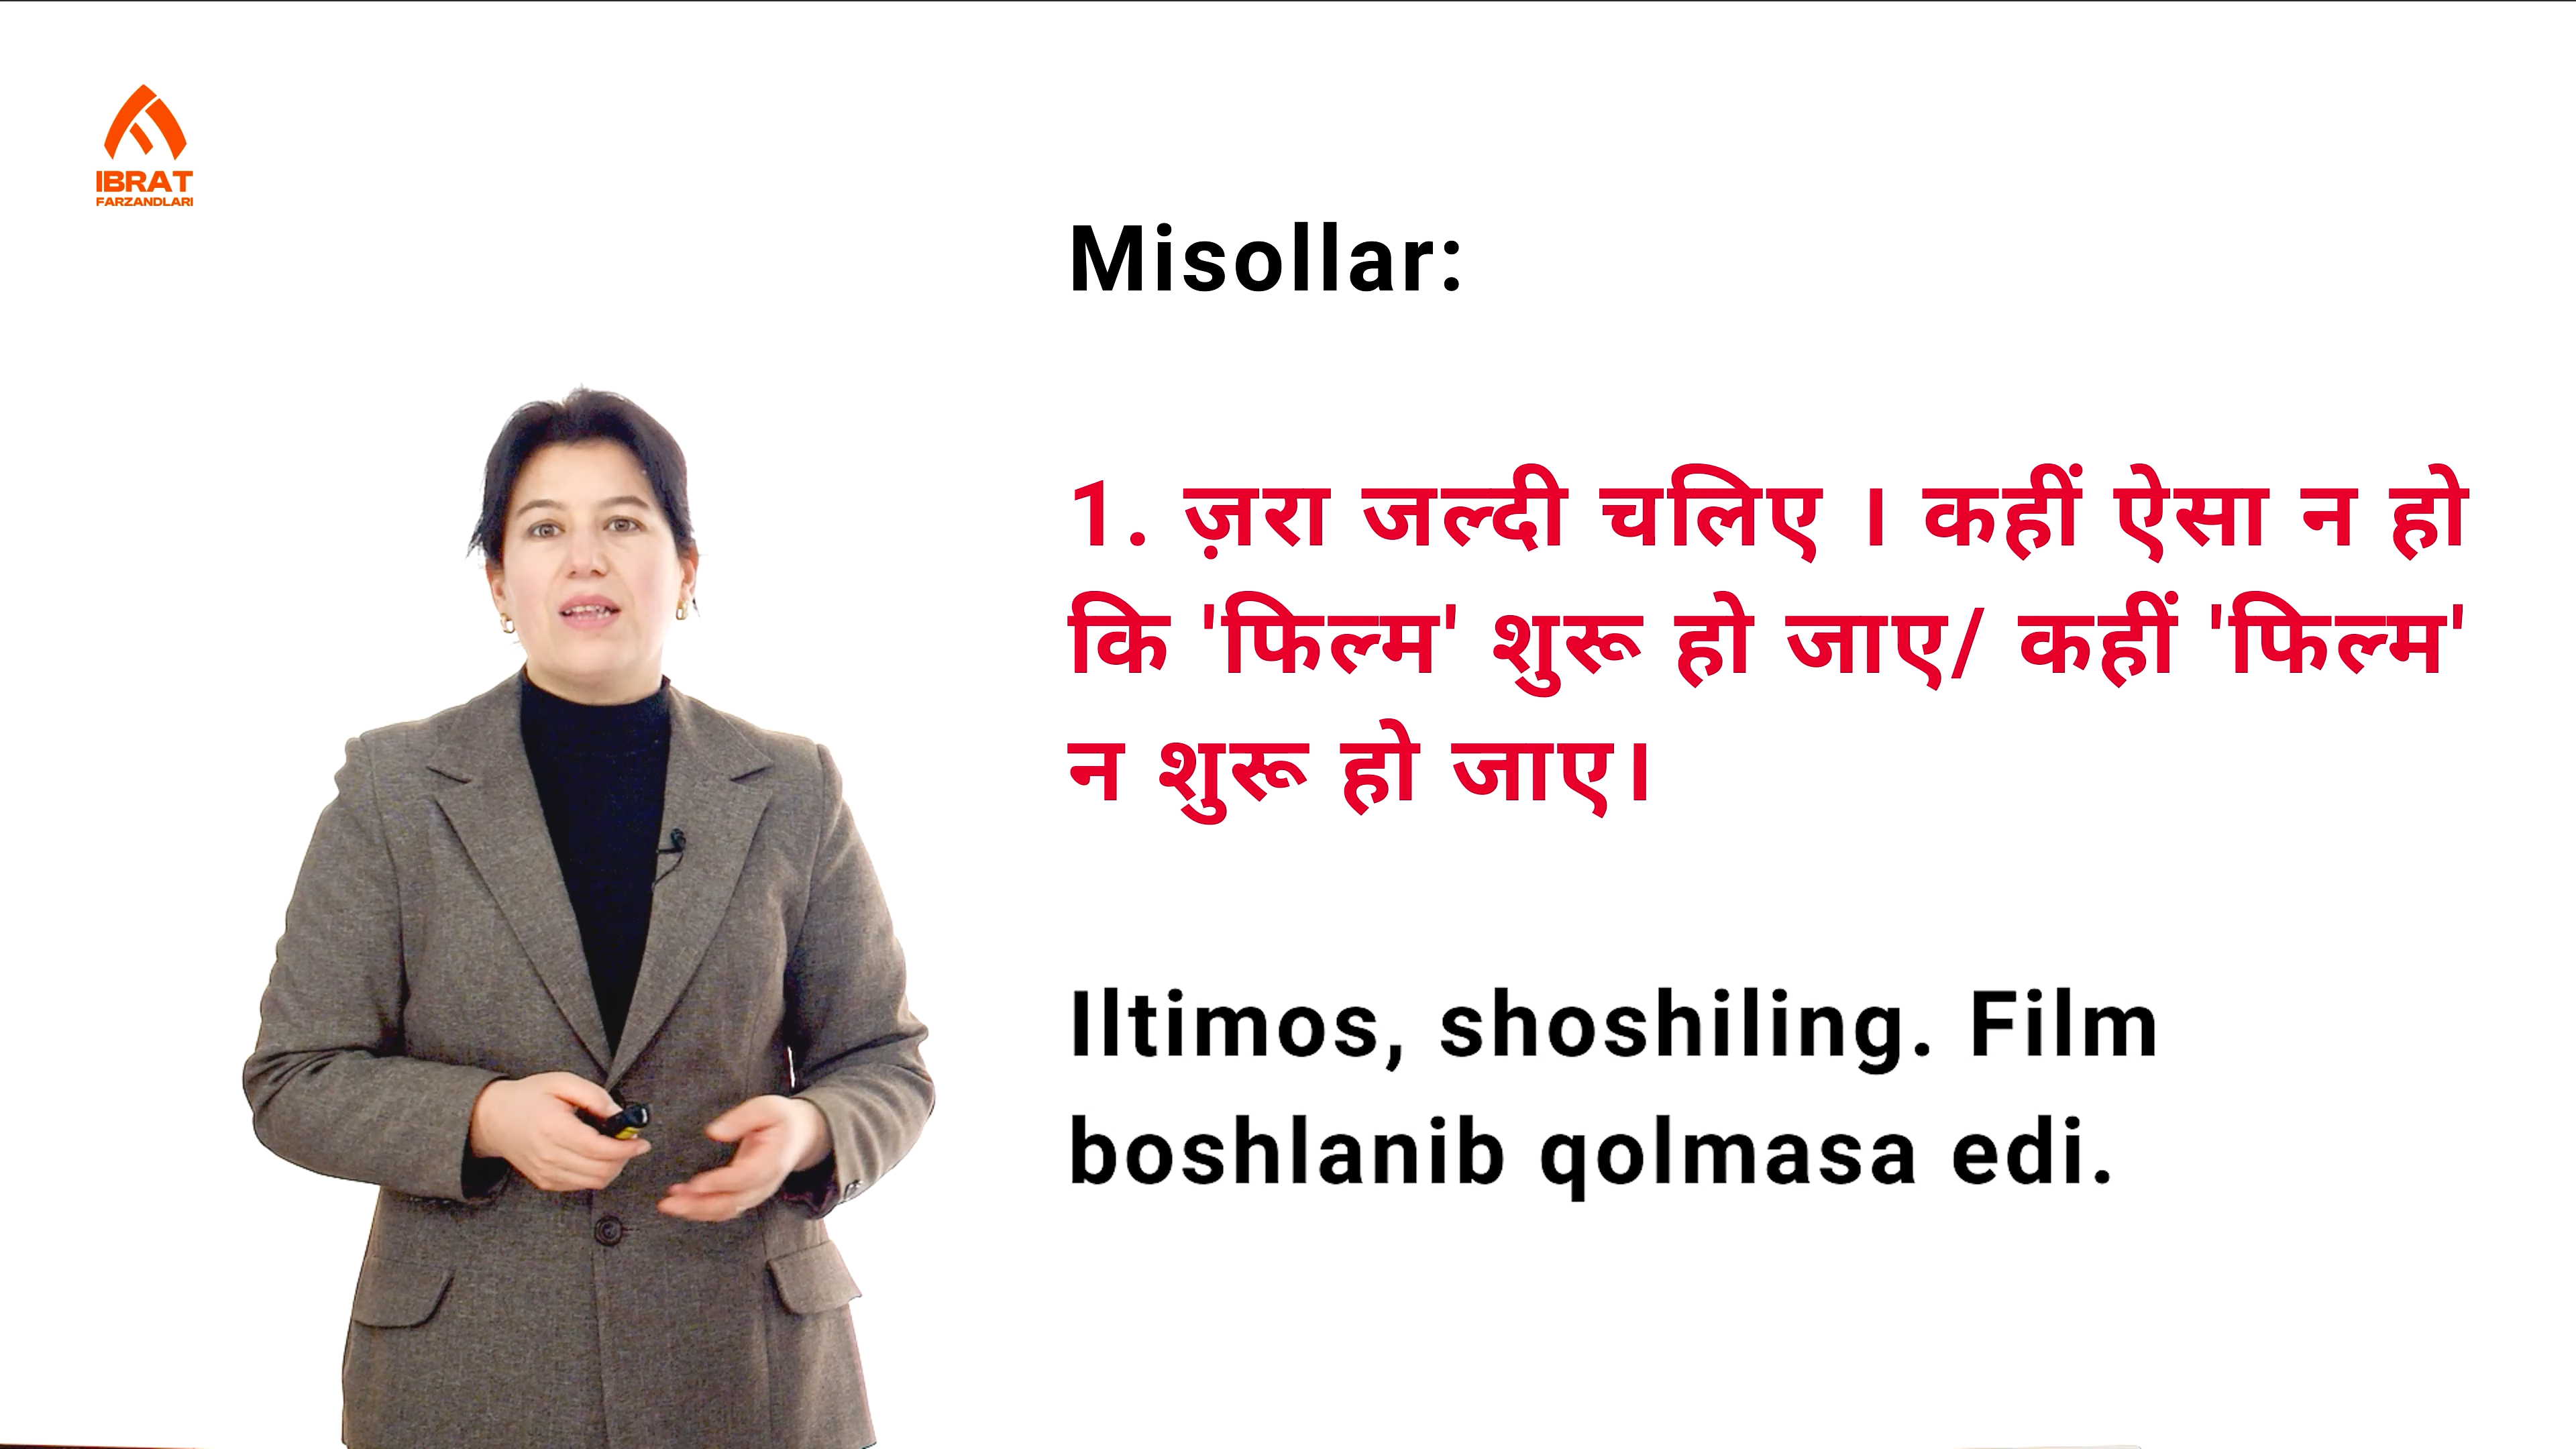 IBRAT
FARZANDLARI
Misollar:
1. ज़रा जल्दी चलिए । कहीं ऐसा न हो
कि 'फिल्म' शुरू हो जाए/ कहीं 'फिल्म'
न शुरू हो जाए।
Iltimos, shoshiling. Film
boshlanib qolmasa edi.